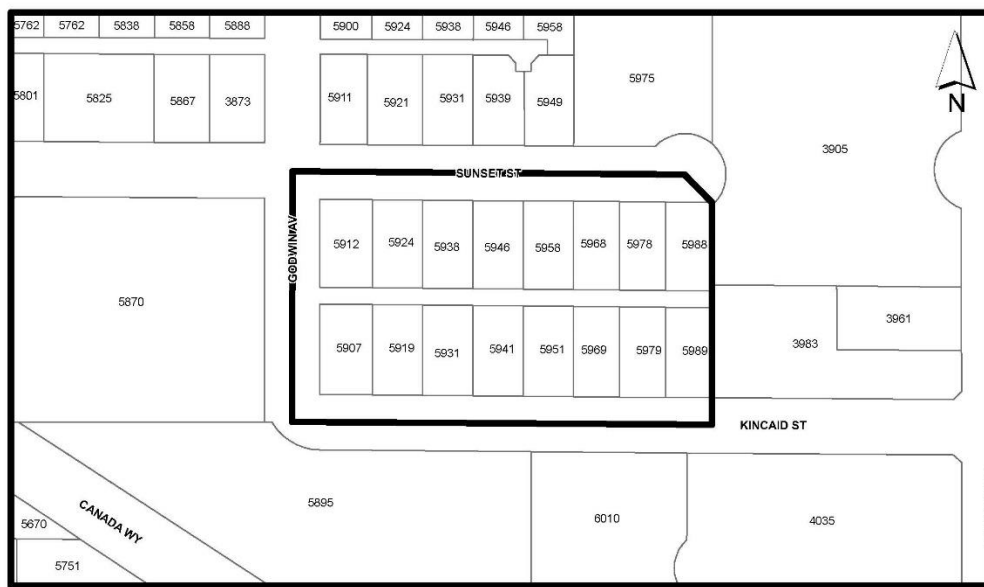 5762 5762 5838 5858 5888 5900 5924 5938 5946 5958
5801 5825 5867 3873 5911 5921 5931 5939 5949 5975
N
3905
SUNSET ST
GODWIN AV
5912 5924 5938 5946 5958 5968 5978 5988
5870
3961
5907 5919 5931 5941 5951 5969 5979 5989 3983
KINCAID ST
5895
CANADA WY
5670
6010 4035
5751